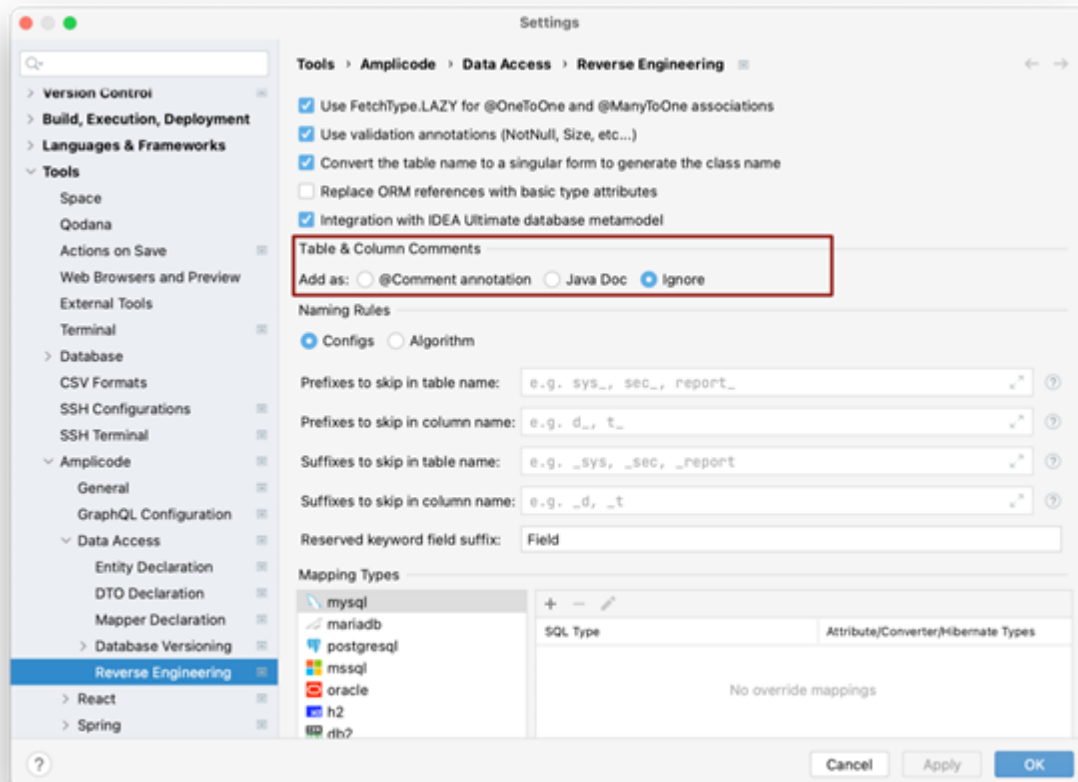 Settings
Tools › Amplicode › Data Access › Reverse Engineering
Version Control
Build, Execution, Deployment
Languages & Frameworks
Tools
Space
Qodana
Actions on Save
Web Browsers and Preview
External Tools
Terminal
Database
CSV Formats
SSH Configurations
SSH Terminal
Amplicode
General
GraphQL Configuration
Data Access
Entity Declaration
DTO Declaration
Mapper Declaration
Database Versioning
Reverse Engineering
React
Spring
Use FetchType.LAZY for @OneToOne and @ManyToOne associations
Use validation annotations (NotNull, Size, etc...)
Convert the table name to a singular form to generate the class name
Replace ORM references with basic type attributes
Integration with IDEA Ultimate database metamodel
Table & Column Comments
Add as: @Comment annotation Java Doc Ignore
Naming Rules
Configs Algorithm
Prefixes to skip in table name: e.g. sys_, sec_, report_ ?
Prefixes to skip in column name: e.g. d_, t_ ?
Suffixes to skip in table name: e.g. _sys, _sec, _report ?
Suffixes to skip in column name: e.g. _d, _t ?
Reserved keyword field suffix: Field
Mapping Types
mysql
mariadb
postgresql
mssql
oracle
h2
db2
SQL Type Attribute/Converter/Hibernate Types
No override mappings
? Cancel Apply OK